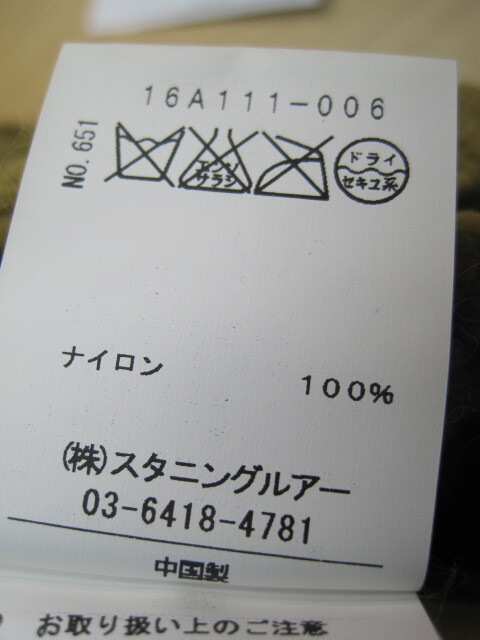 16A111-006
NO.651
エンソ
サラシ
ドライ
セキユ系
ナイロン
100%
(株)スタニングルアー
03-6418-4781
中国製
お取り扱い上のご注意